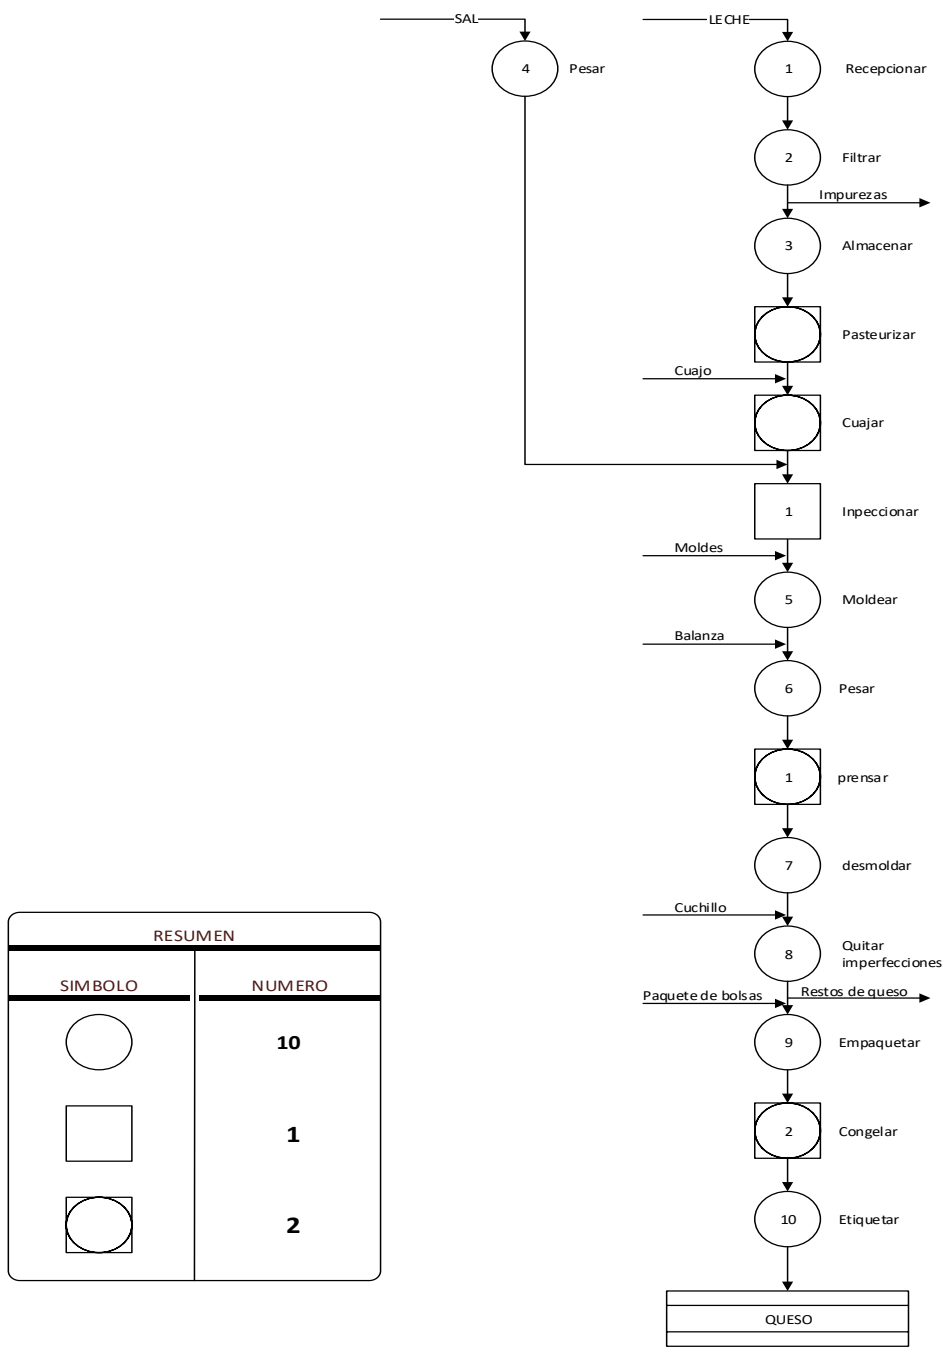 SAL
LECHE
4
Pesar
1
Recepcionar
2
Filtrar
Impurezas
3
Almacenar
Pasteurizar
Cuajo
Cuajar
1
Inpeccionar
Moldes
5
Moldear
Balanza
6
Pesar
1
prensar
7
desmoldar
Cuchillo
8
Quitar
imperfecciones
Paquete de bolsas
Restos de queso
9
Empaquetar
2
Congelar
10
Etiquetar
QUESO
RESUMEN
SIMBOLO
NUMERO
10
1
2